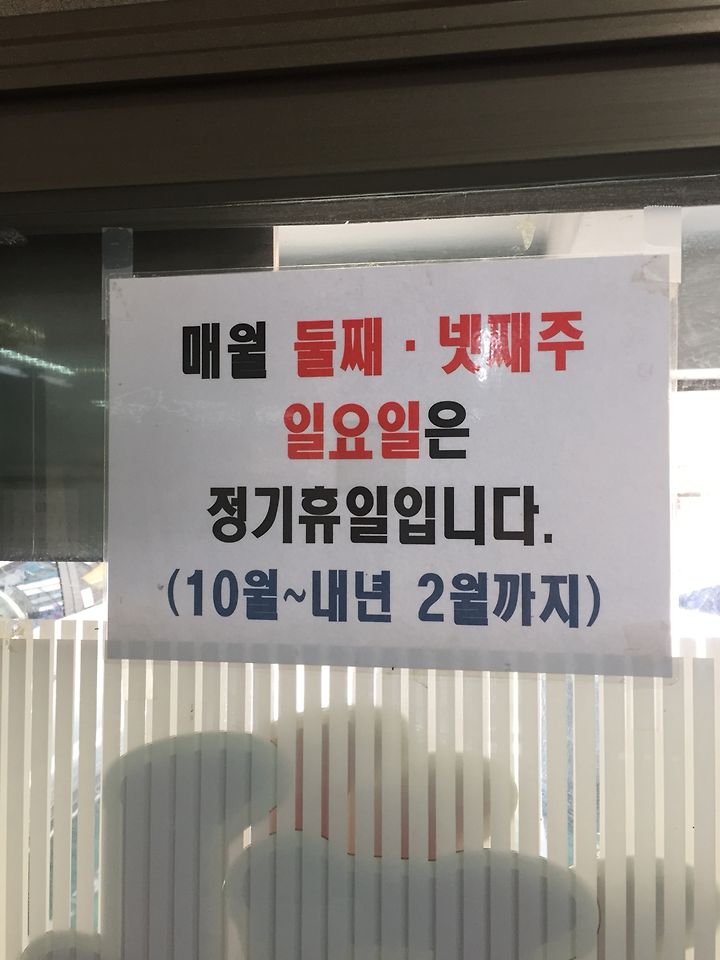 매월 둘째·넷째주
일요일은
정기휴일입니다.
(10월~내년 2월까지)